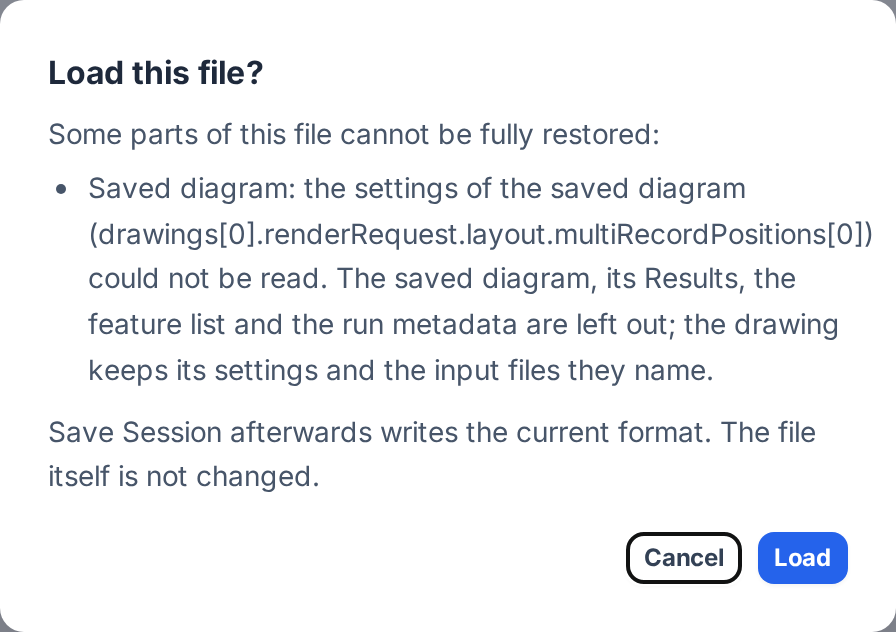 Load this file?
Some parts of this file cannot be fully restored:
• Saved diagram: the settings of the saved diagram
(drawings[0].renderRequest.layout.multiRecordPositions[0])
could not be read. The saved diagram, its Results, the
feature list and the run metadata are left out; the drawing
keeps its settings and the input files they name.
Save Session afterwards writes the current format. The file
itself is not changed.
Cancel Load